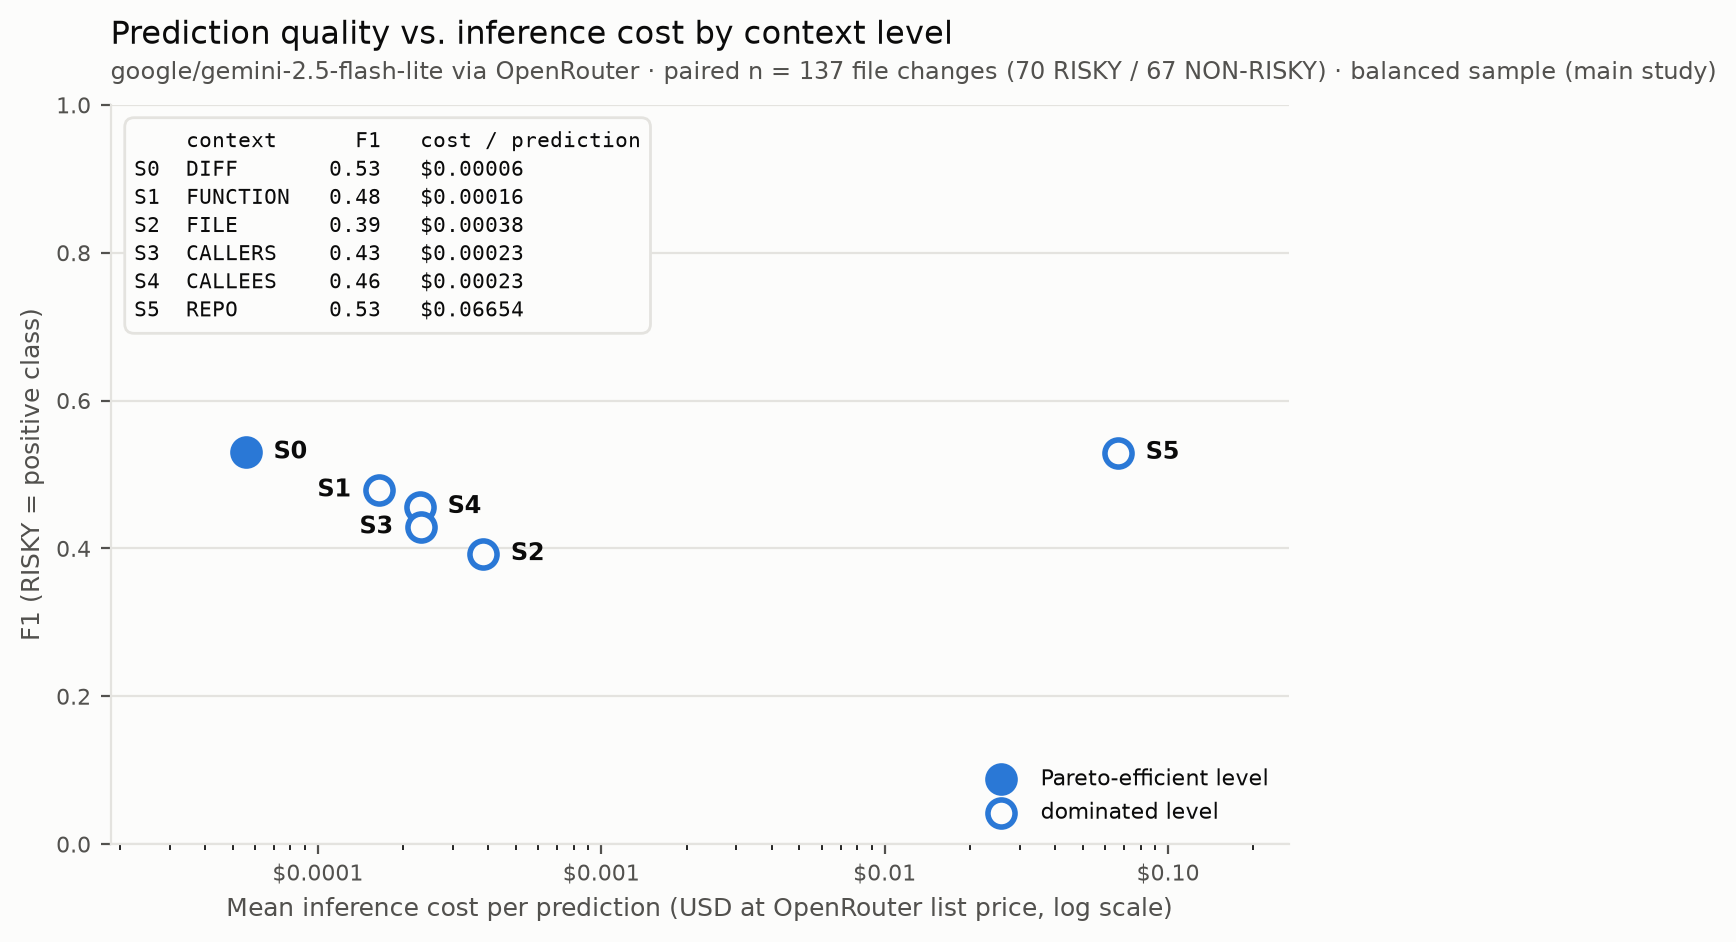 Prediction quality vs. inference cost by context level
google/gemini-2.5-flash-lite via OpenRouter · paired n = 137 file changes (70 RISKY / 67 NON-RISKY) · balanced sample (main study)
1.0
context F1 cost / prediction
S0 DIFF 0.53 $0.00006
S1 FUNCTION 0.48 $0.00016
S2 FILE 0.39 $0.00038
S3 CALLERS 0.43 $0.00023
S4 CALLEES 0.46 $0.00023
S5 REPO 0.53 $0.06654
0.8
0.6
S0
S5
S1
S4
S3
S2
0.4
0.2
0.0
F1 (RISKY = positive class)
Pareto-efficient level
dominated level
$0.0001 $0.001 $0.01 $0.10
Mean inference cost per prediction (USD at OpenRouter list price, log scale)